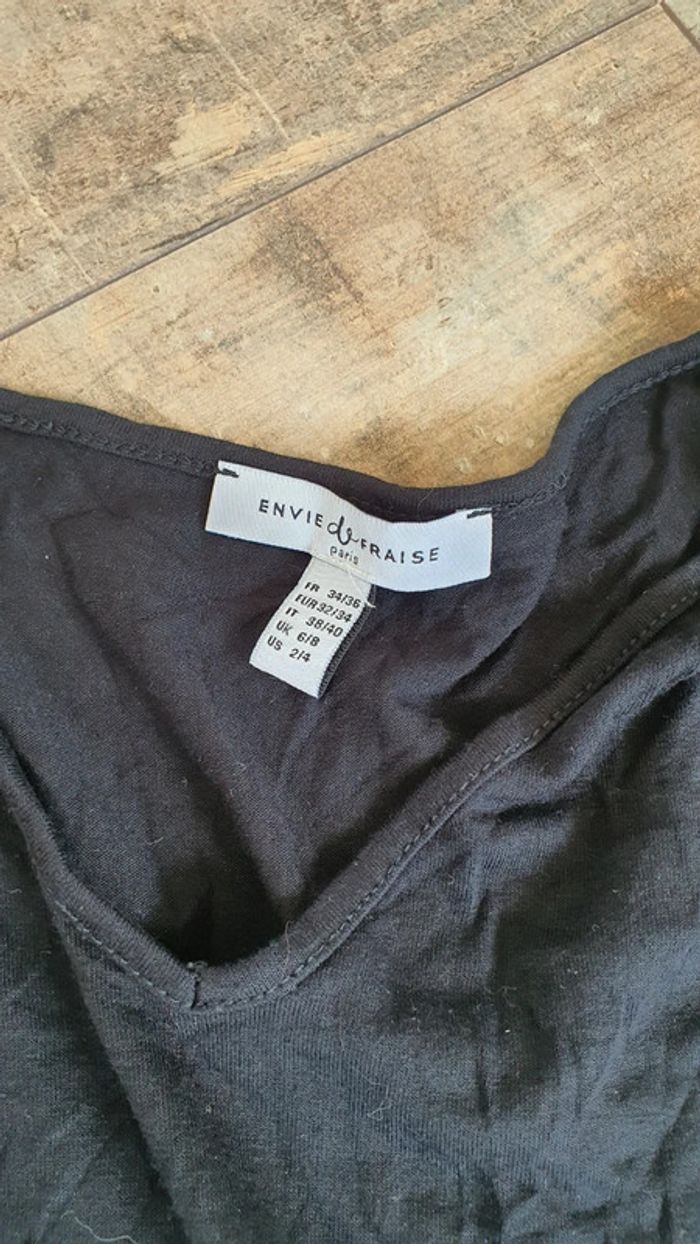 ENVIE de FRAISE
paris
FR 34/36
EUR 32/34
IT 38/40
UK 6/8
US 2/4